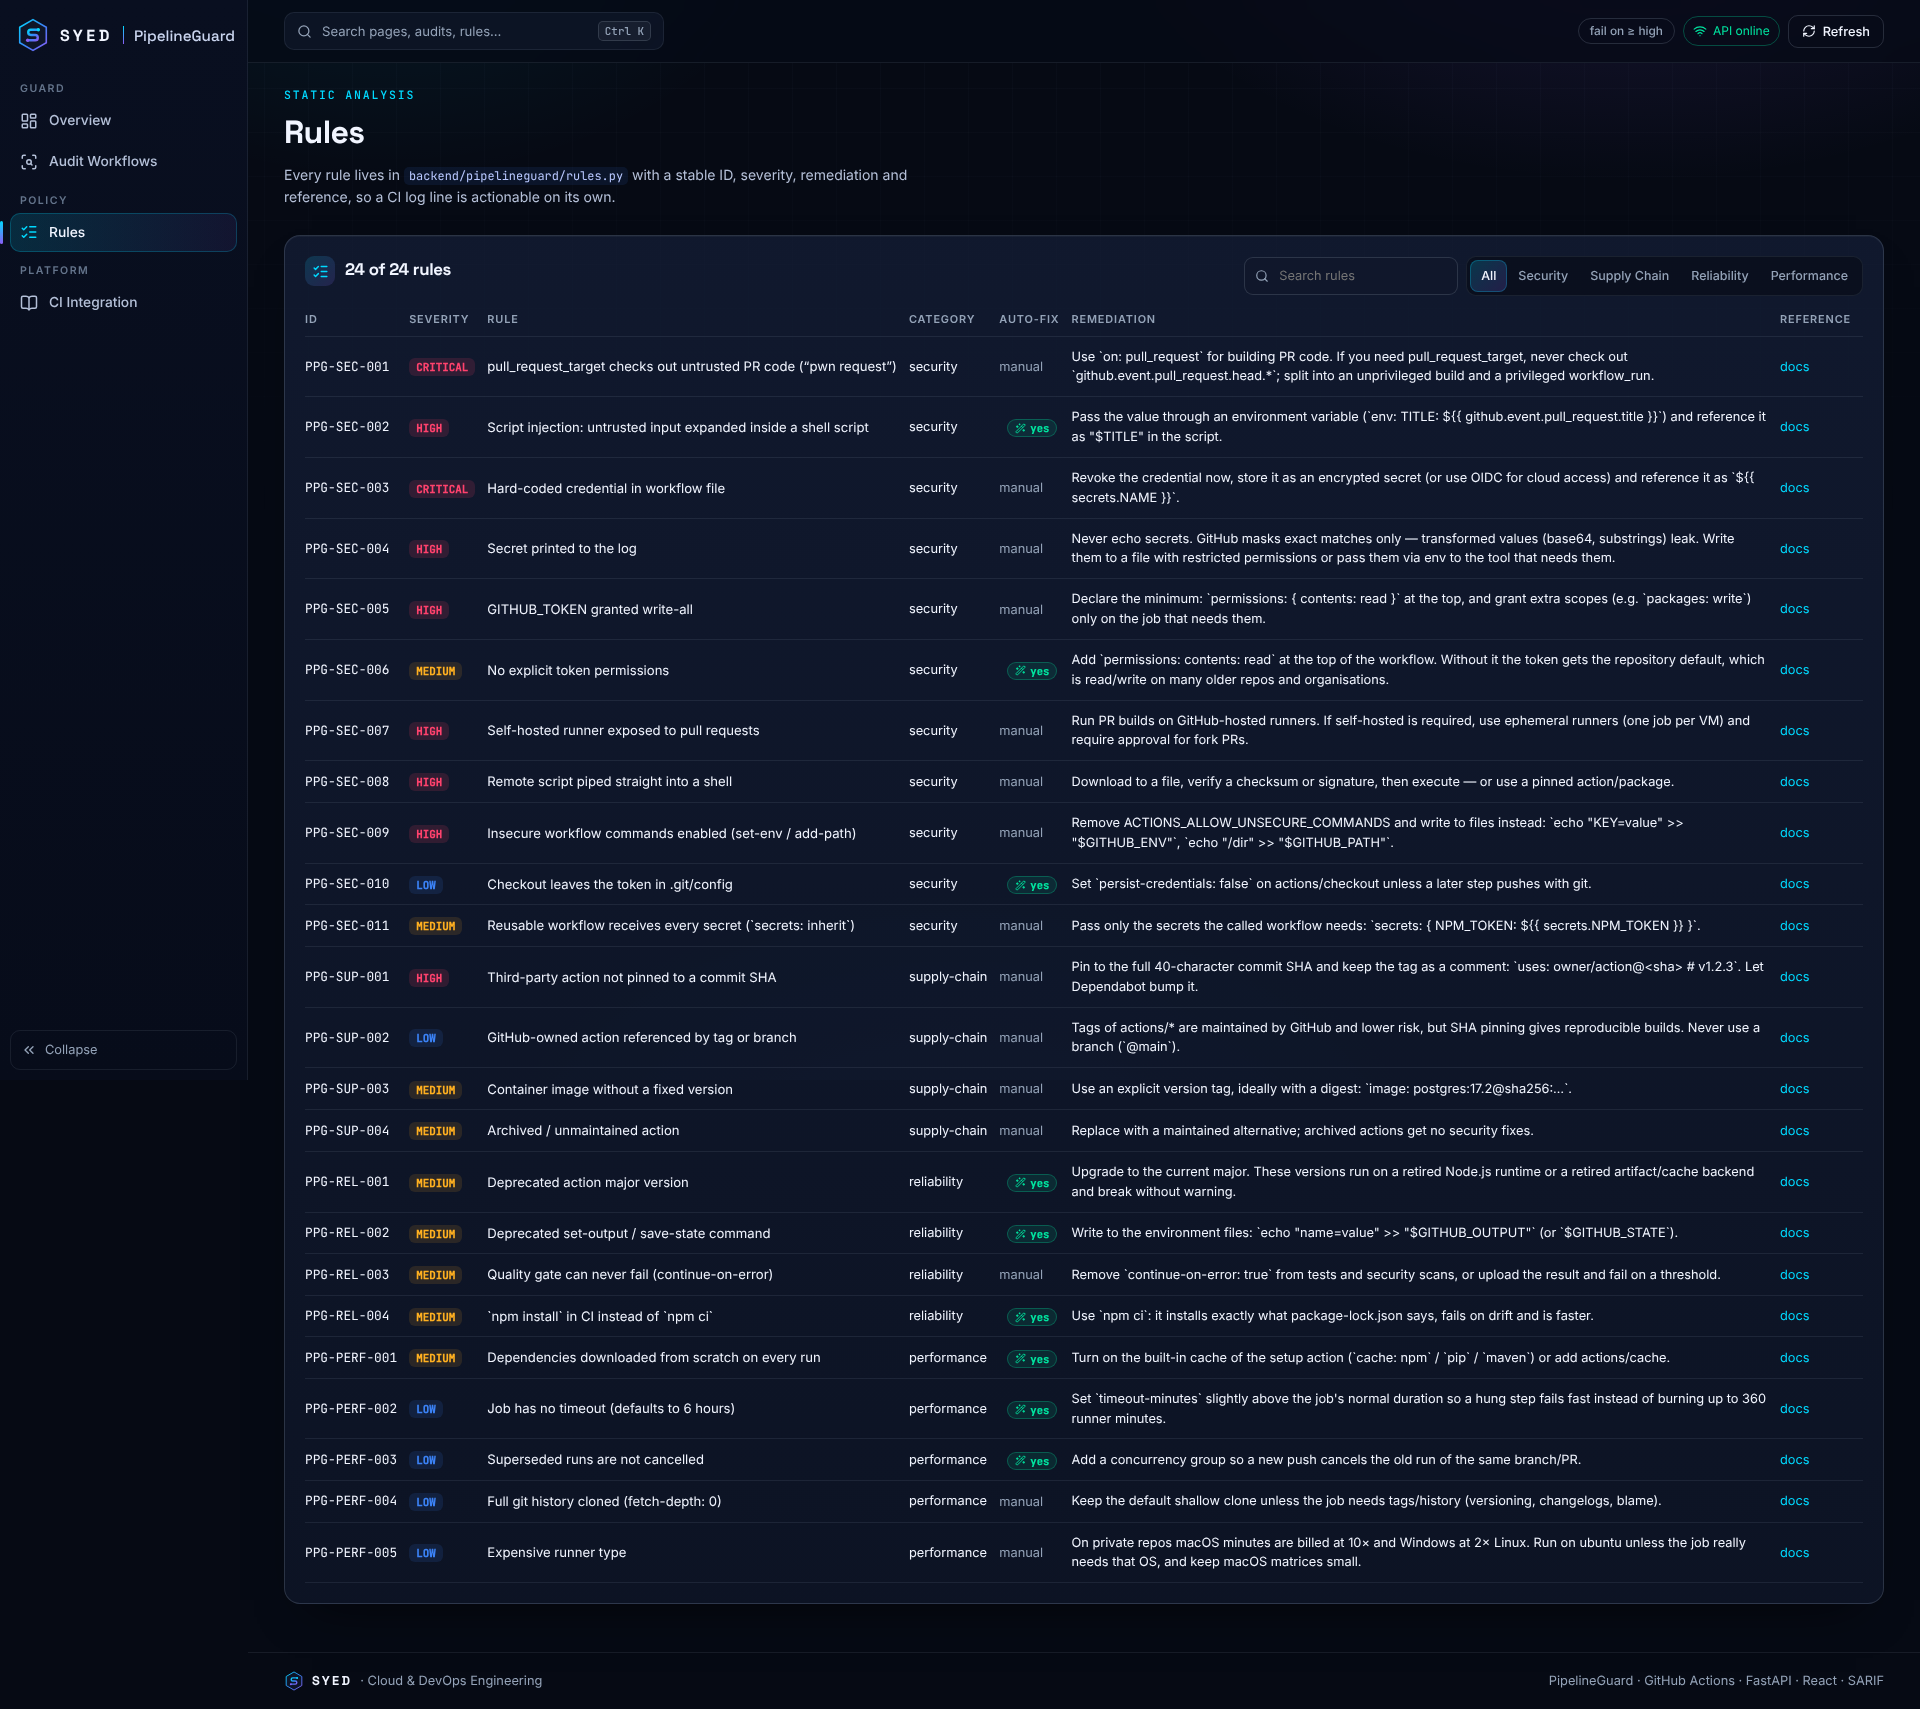 SYED | PipelineGuard
Search pages, audits, rules...
Ctrl K
fail on ≥ high
API online
Refresh
GUARD
Overview
Audit Workflows
POLICY
Rules
PLATFORM
CI Integration
Collapse
STATIC ANALYSIS
Rules
Every rule lives in backend/pipelineguard/rules.py with a stable ID, severity, remediation and
reference, so a CI log line is actionable on its own.
24 of 24 rules
Search rules
All Security Supply Chain Reliability Performance
ID SEVERITY RULE CATEGORY AUTO-FIX REMEDIATION REFERENCE
PPG-SEC-001 CRITICAL pull_request_target checks out untrusted PR code (“pwn request”) security manual Use `on: pull_request` for building PR code. If you need pull_request_target, never check out
`github.event.pull_request.head.*`; split into an unprivileged build and a privileged workflow_run. docs
PPG-SEC-002 HIGH Script injection: untrusted input expanded inside a shell script security yes Pass the value through an environment variable (`env: TITLE: ${{ github.event.pull_request.title }}`) and reference it
as "$TITLE" in the script. docs
PPG-SEC-003 CRITICAL Hard-coded credential in workflow file security manual Revoke the credential now, store it as an encrypted secret (or use OIDC for cloud access) and reference it as `${{
secrets.NAME }}`. docs
PPG-SEC-004 HIGH Secret printed to the log security manual Never echo secrets. GitHub masks exact matches only — transformed values (base64, substrings) leak. Write
them to a file with restricted permissions or pass them via env to the tool that needs them. docs
PPG-SEC-005 HIGH GITHUB_TOKEN granted write-all security manual Declare the minimum: `permissions: { contents: read }` at the top, and grant extra scopes (e.g. `packages: write`)
only on the job that needs them. docs
PPG-SEC-006 MEDIUM No explicit token permissions security yes Add `permissions: contents: read` at the top of the workflow. Without it the token gets the repository default, which
is read/write on many older repos and organisations. docs
PPG-SEC-007 HIGH Self-hosted runner exposed to pull requests security manual Run PR builds on GitHub-hosted runners. If self-hosted is required, use ephemeral runners (one job per VM) and
require approval for fork PRs. docs
PPG-SEC-008 HIGH Remote script piped straight into a shell security manual Download to a file, verify a checksum or signature, then execute — or use a pinned action/package. docs
PPG-SEC-009 HIGH Insecure workflow commands enabled (set-env / add-path) security manual Remove ACTIONS_ALLOW_UNSECURE_COMMANDS and write to files instead: `echo "KEY=value" >>
"$GITHUB_ENV"`, `echo "/dir" >> "$GITHUB_PATH"`. docs
PPG-SEC-010 LOW Checkout leaves the token in .git/config security yes Set `persist-credentials: false` on actions/checkout unless a later step pushes with git. docs
PPG-SEC-011 MEDIUM Reusable workflow receives every secret (`secrets: inherit`) security manual Pass only the secrets the called workflow needs: `secrets: { NPM_TOKEN: ${{ secrets.NPM_TOKEN }} }`. docs
PPG-SUP-001 HIGH Third-party action not pinned to a commit SHA supply-chain manual Pin to the full 40-character commit SHA and keep the tag as a comment: `uses: owner/action@<sha> # v1.2.3`. Let
Dependabot bump it. docs
PPG-SUP-002 LOW GitHub-owned action referenced by tag or branch supply-chain manual Tags of actions/* are maintained by GitHub and lower risk, but SHA pinning gives reproducible builds. Never use a
branch (`@main`). docs
PPG-SUP-003 MEDIUM Container image without a fixed version supply-chain manual Use an explicit version tag, ideally with a digest: `image: postgres:17.2@sha256:…`. docs
PPG-SUP-004 MEDIUM Archived / unmaintained action supply-chain manual Replace with a maintained alternative; archived actions get no security fixes. docs
PPG-REL-001 MEDIUM Deprecated action major version reliability yes Upgrade to the current major. These versions run on a retired Node.js runtime or a retired artifact/cache backend
and break without warning. docs
PPG-REL-002 MEDIUM Deprecated set-output / save-state command reliability yes Write to the environment files: `echo "name=value" >> "$GITHUB_OUTPUT"` (or `$GITHUB_STATE`). docs
PPG-REL-003 MEDIUM Quality gate can never fail (continue-on-error) reliability manual Remove `continue-on-error: true` from tests and security scans, or upload the result and fail on a threshold. docs
PPG-REL-004 MEDIUM `npm install` in CI instead of `npm ci` reliability yes Use `npm ci`: it installs exactly what package-lock.json says, fails on drift and is faster. docs
PPG-PERF-001 MEDIUM Dependencies downloaded from scratch on every run performance yes Turn on the built-in cache of the setup action (`cache: npm` / `pip` / `maven`) or add actions/cache. docs
PPG-PERF-002 LOW Job has no timeout (defaults to 6 hours) performance yes Set `timeout-minutes` slightly above the job's normal duration so a hung step fails fast instead of burning up to 360
runner minutes. docs
PPG-PERF-003 LOW Superseded runs are not cancelled performance yes Add a concurrency group so a new push cancels the old run of the same branch/PR. docs
PPG-PERF-004 LOW Full git history cloned (fetch-depth: 0) performance manual Keep the default shallow clone unless the job needs tags/history (versioning, changelogs, blame). docs
PPG-PERF-005 LOW Expensive runner type performance manual On private repos macOS minutes are billed at 10× and Windows at 2× Linux. Run on ubuntu unless the job really
needs that OS, and keep macOS matrices small. docs
SYED · Cloud & DevOps Engineering
PipelineGuard · GitHub Actions · FastAPI · React · SARIF